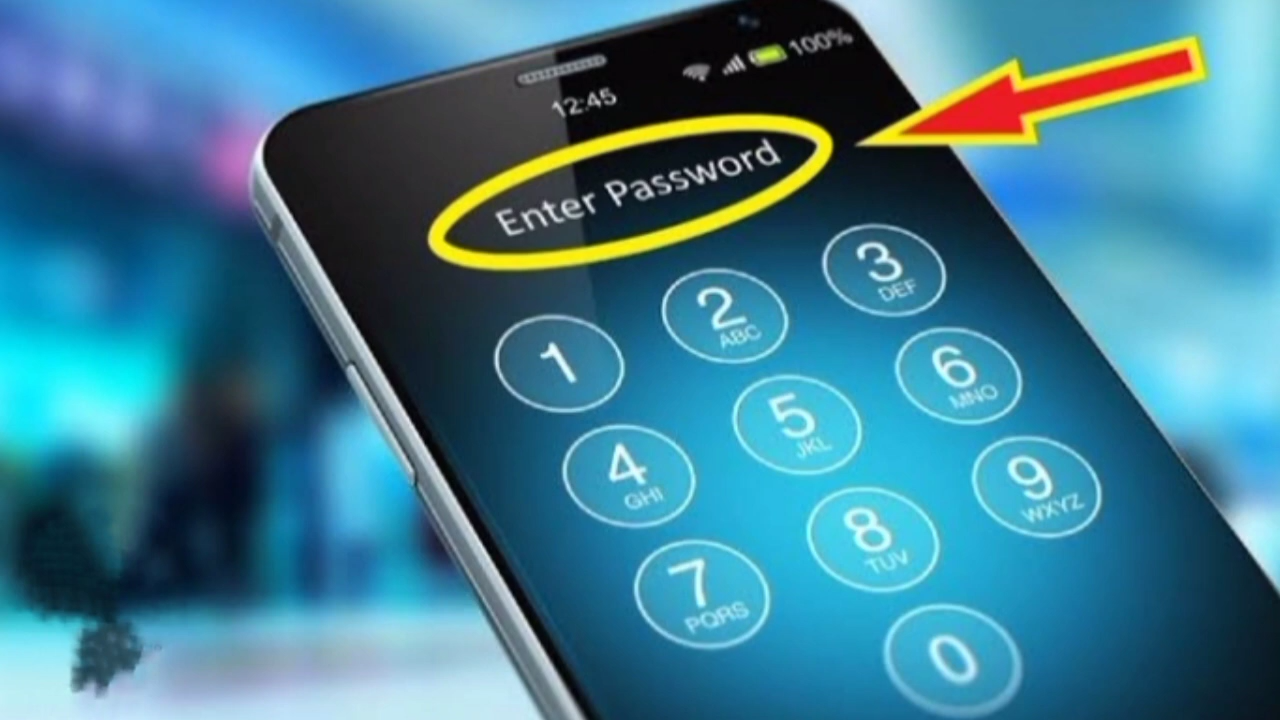 100%
12:45
Enter Password
1
2
ABC
3
DEF
4
GHI
5
JKL
6
MNO
7
PQRS
8
TUV
9
WXYZ
0